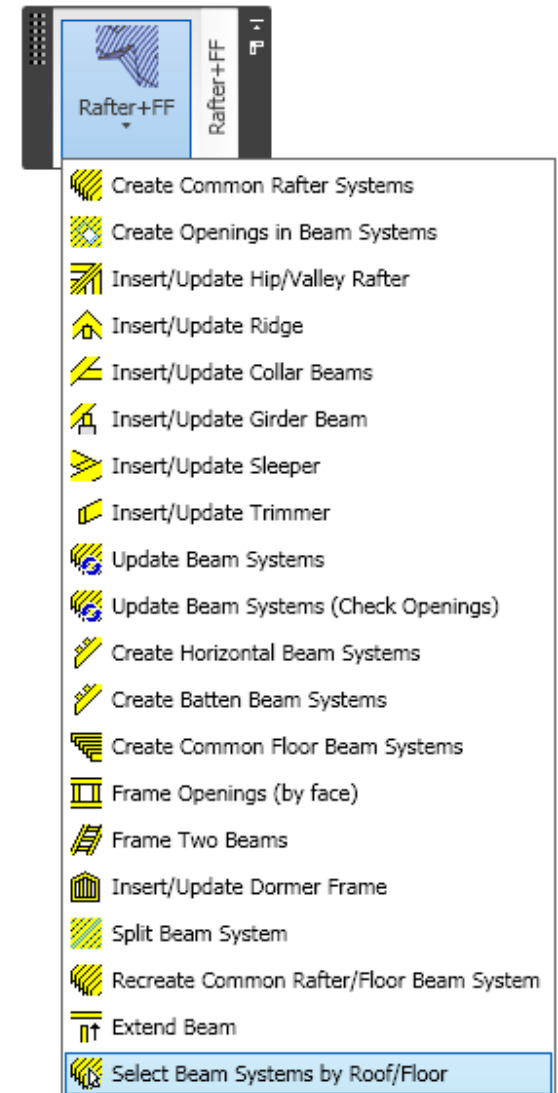 Rafter+FF
Rafter+FF
Create Common Rafter Systems
Create Openings in Beam Systems
Insert/Update Hip/Valley Rafter
Insert/Update Ridge
Insert/Update Collar Beams
Insert/Update Girder Beam
Insert/Update Sleeper
Insert/Update Trimmer
Update Beam Systems
Update Beam Systems (Check Openings)
Create Horizontal Beam Systems
Create Batten Beam Systems
Create Common Floor Beam Systems
Frame Openings (by face)
Frame Two Beams
Insert/Update Dormer Frame
Split Beam System
Recreate Common Rafter/Floor Beam System
Extend Beam
Select Beam Systems by Roof/Floor